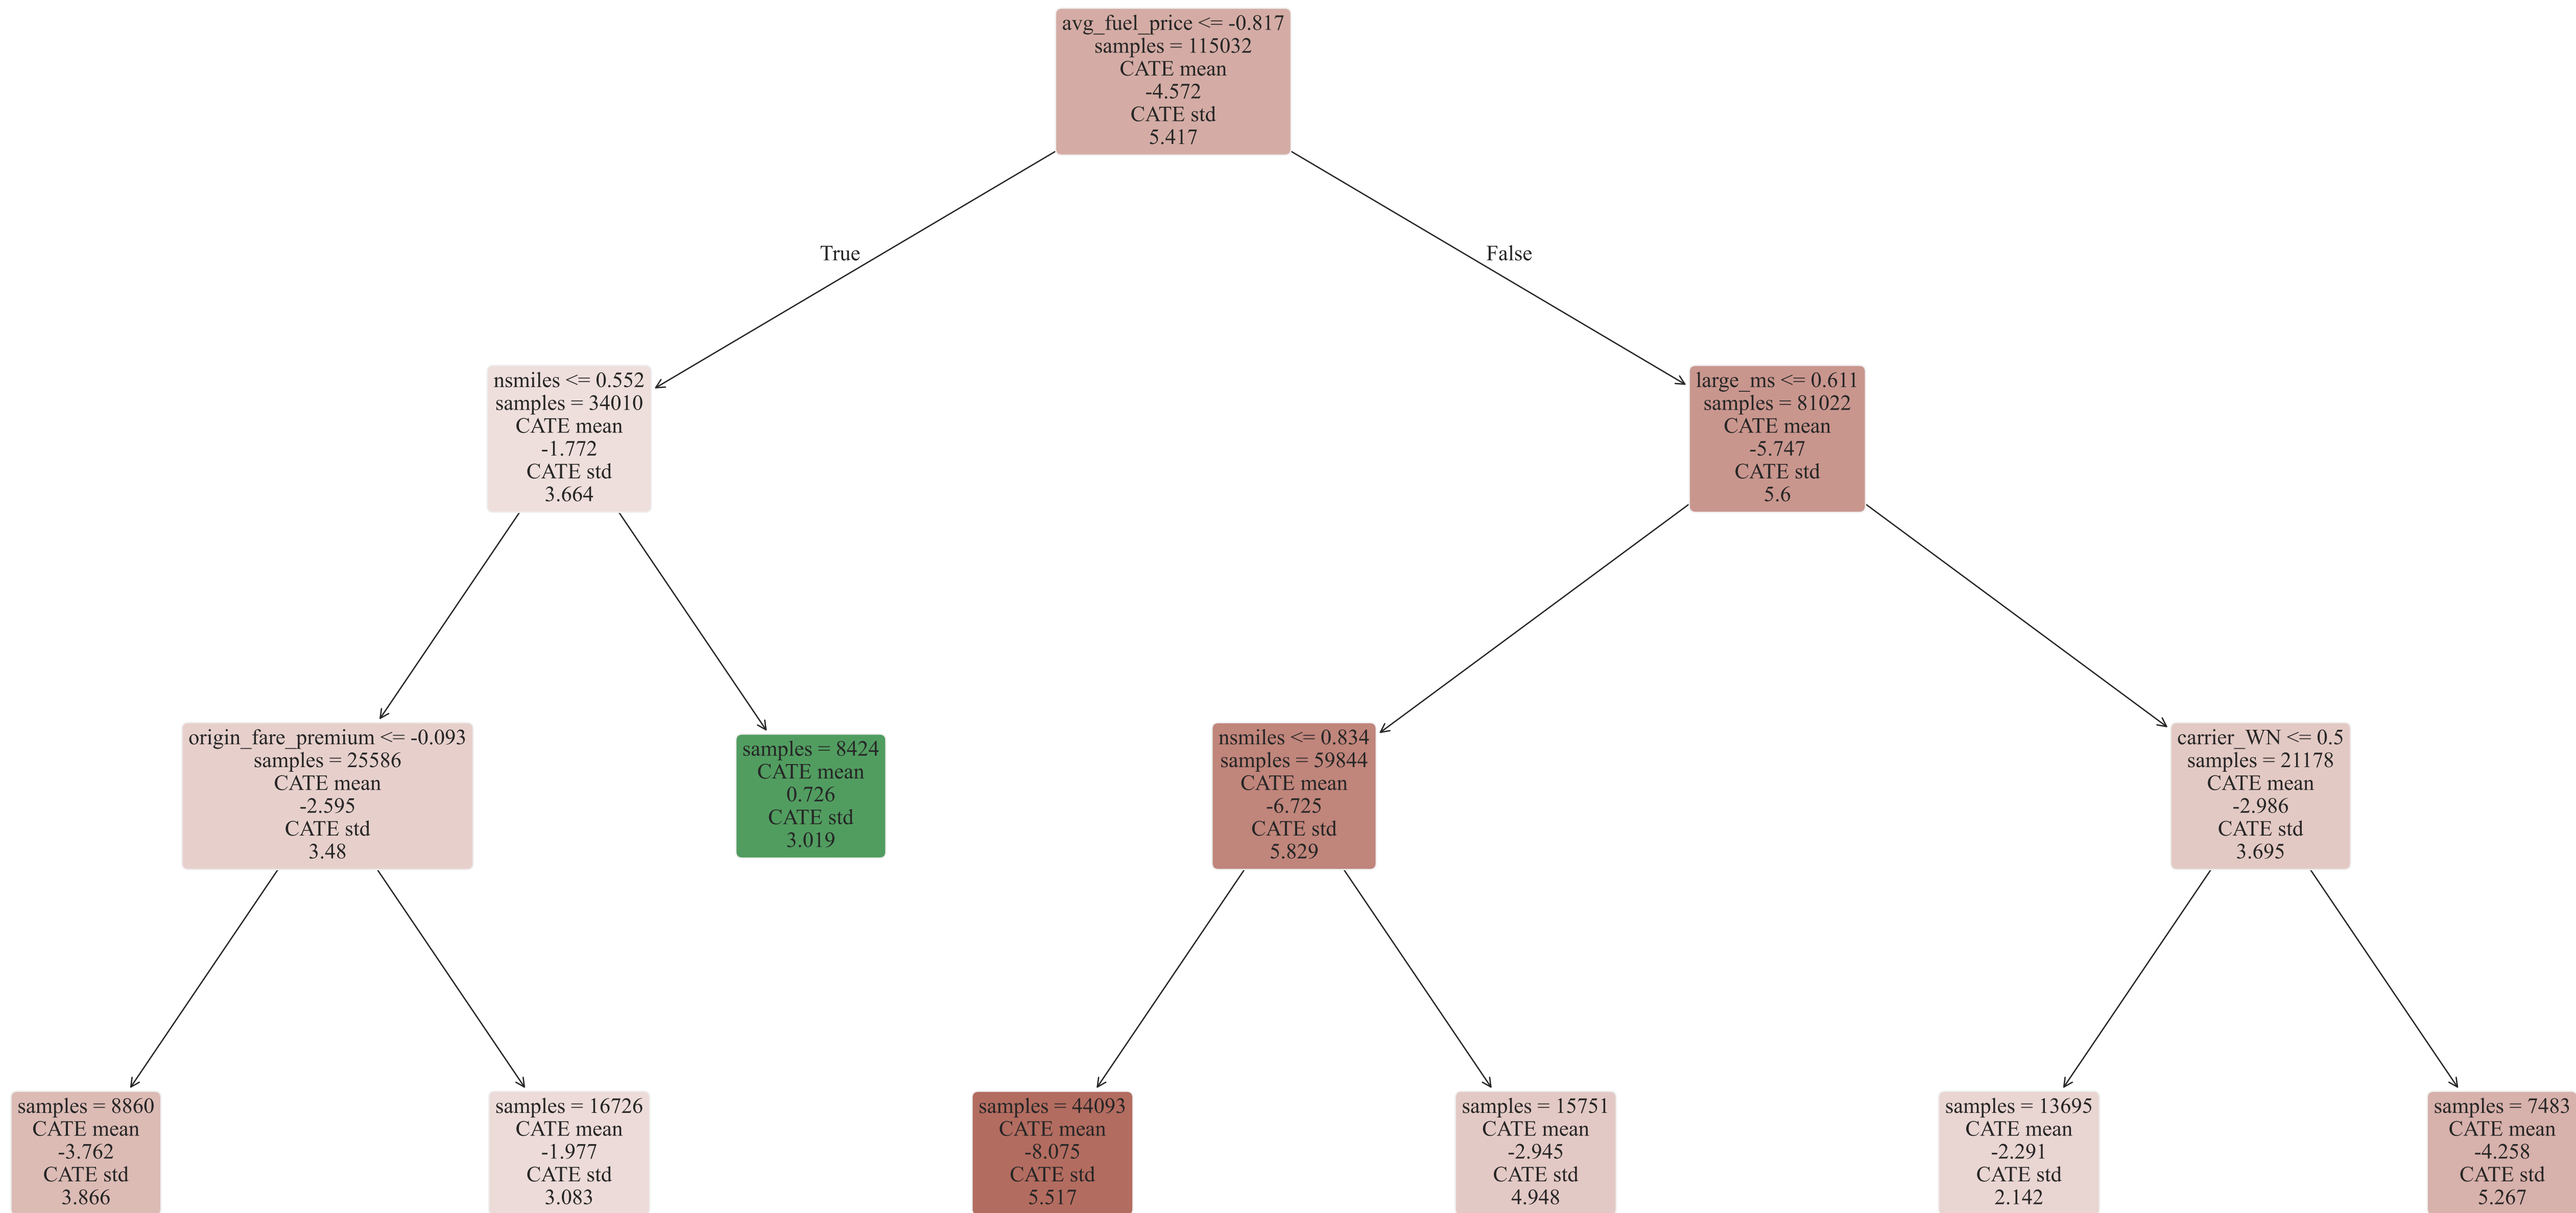 avg_fuel_price <= -0.817
samples = 115032
CATE mean
-4.572
CATE std
5.417
True
False
nsmiles <= 0.552
samples = 34010
CATE mean
-1.772
CATE std
3.664
large_ms <= 0.611
samples = 81022
CATE mean
-5.747
CATE std
5.6
origin_fare_premium <= -0.093
samples = 25586
CATE mean
-2.595
CATE std
3.48
samples = 8424
CATE mean
0.726
CATE std
3.019
nsmiles <= 0.834
samples = 59844
CATE mean
-6.725
CATE std
5.829
carrier_WN <= 0.5
samples = 21178
CATE mean
-2.986
CATE std
3.695
samples = 8860
CATE mean
-3.762
CATE std
3.866
samples = 16726
CATE mean
-1.977
CATE std
3.083
samples = 44093
CATE mean
-8.075
CATE std
5.517
samples = 15751
CATE mean
-2.945
CATE std
4.948
samples = 13695
CATE mean
-2.291
CATE std
2.142
samples = 7483
CATE mean
-4.258
CATE std
5.267